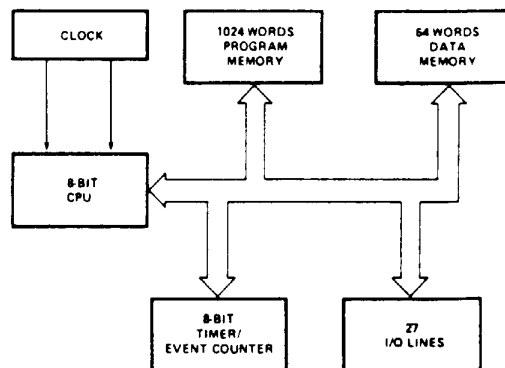 CLOCK
1024 WORDS
PROGRAM
MEMORY
64 WORDS
DATA
MEMORY
8-BIT
CPU
8-BIT
TIMER/
EVENT COUNTER
27
I/O LINES